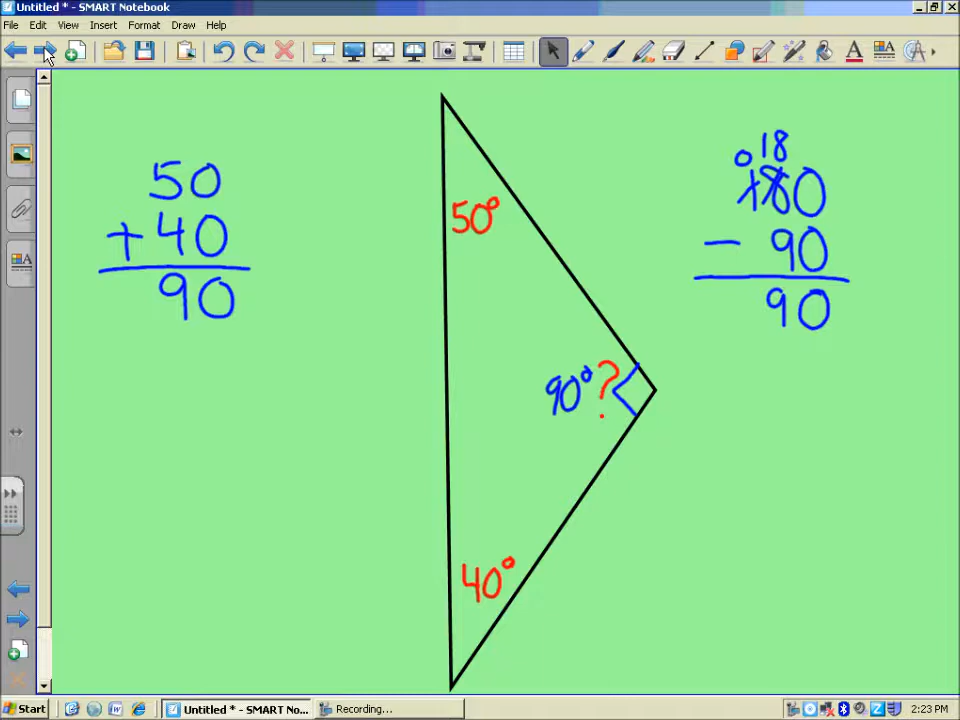 Untitled * - SMART Notebook
File Edit View Insert Format Draw Help
50
+ 40
90
50°
90° ?
40°
0 18
180
- 90
90
Start
Untitled * - SMART No...
Recording...
2:23 PM